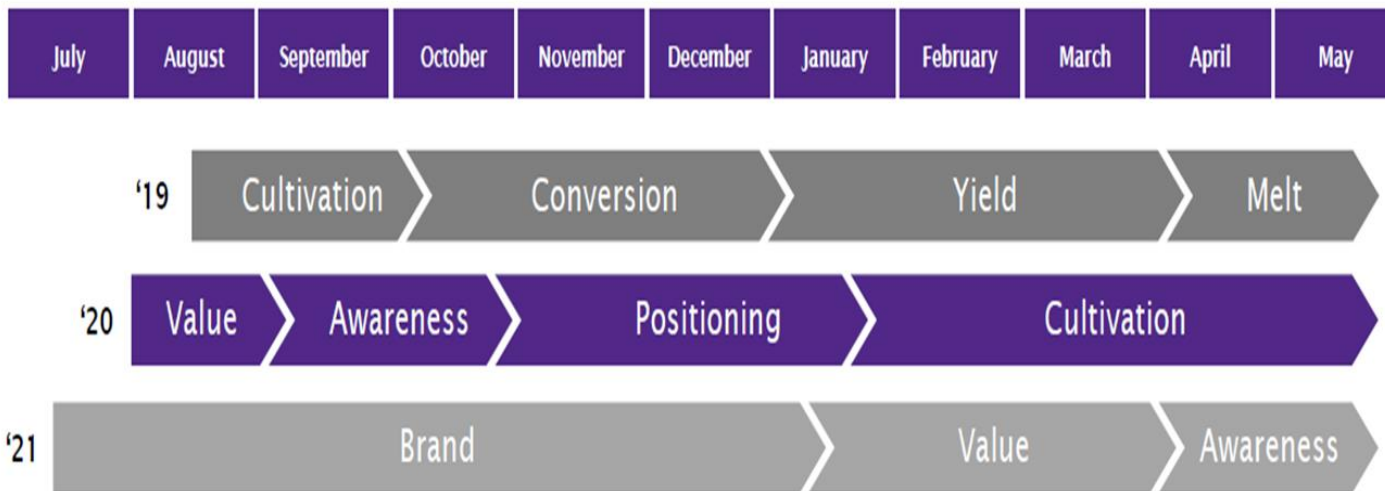 July August September October November December January February March April May
‘19 Cultivation Conversion Yield Melt
‘20 Value Awareness Positioning Cultivation
‘21 Brand Value Awareness